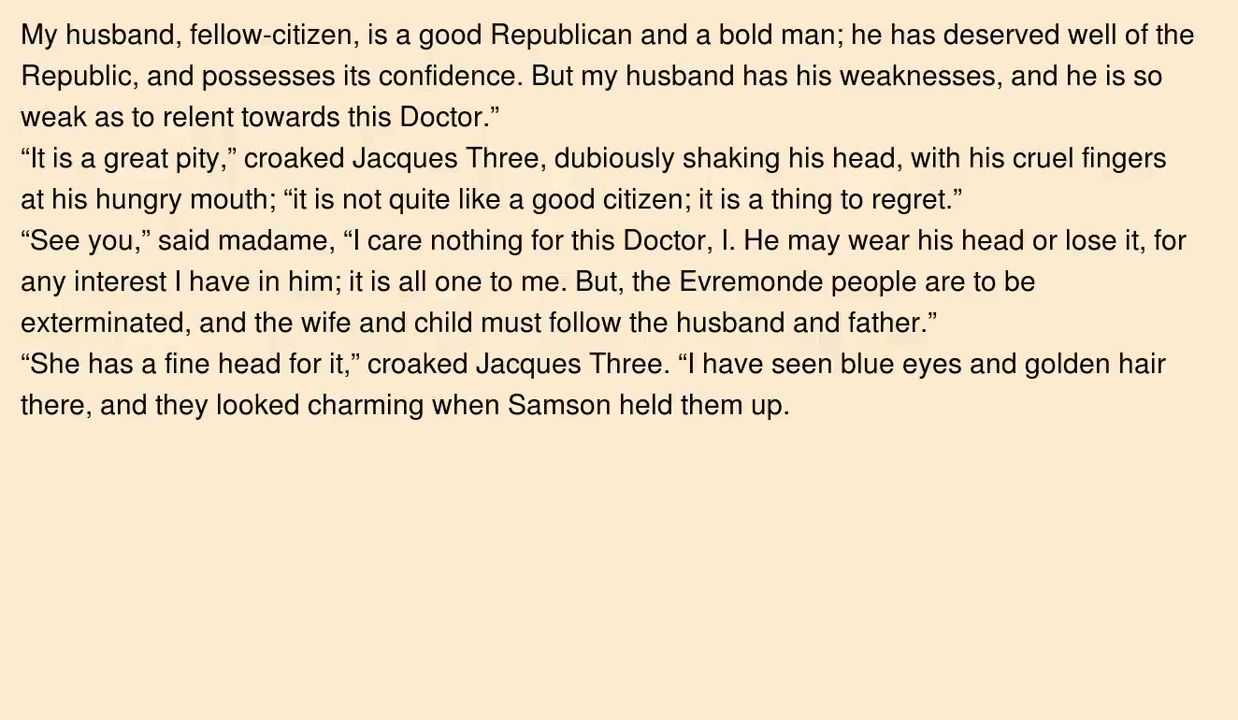 My husband, fellow-citizen, is a good Republican and a bold man; he has deserved well of the
Republic, and possesses its confidence. But my husband has his weaknesses, and he is so
weak as to relent towards this Doctor.”
“It is a great pity,” croaked Jacques Three, dubiously shaking his head, with his cruel fingers
at his hungry mouth; “it is not quite like a good citizen; it is a thing to regret.”
“See you,” said madame, “I care nothing for this Doctor, I. He may wear his head or lose it, for
any interest I have in him; it is all one to me. But, the Evremonde people are to be
exterminated, and the wife and child must follow the husband and father.”
“She has a fine head for it,” croaked Jacques Three. “I have seen blue eyes and golden hair
there, and they looked charming when Samson held them up.